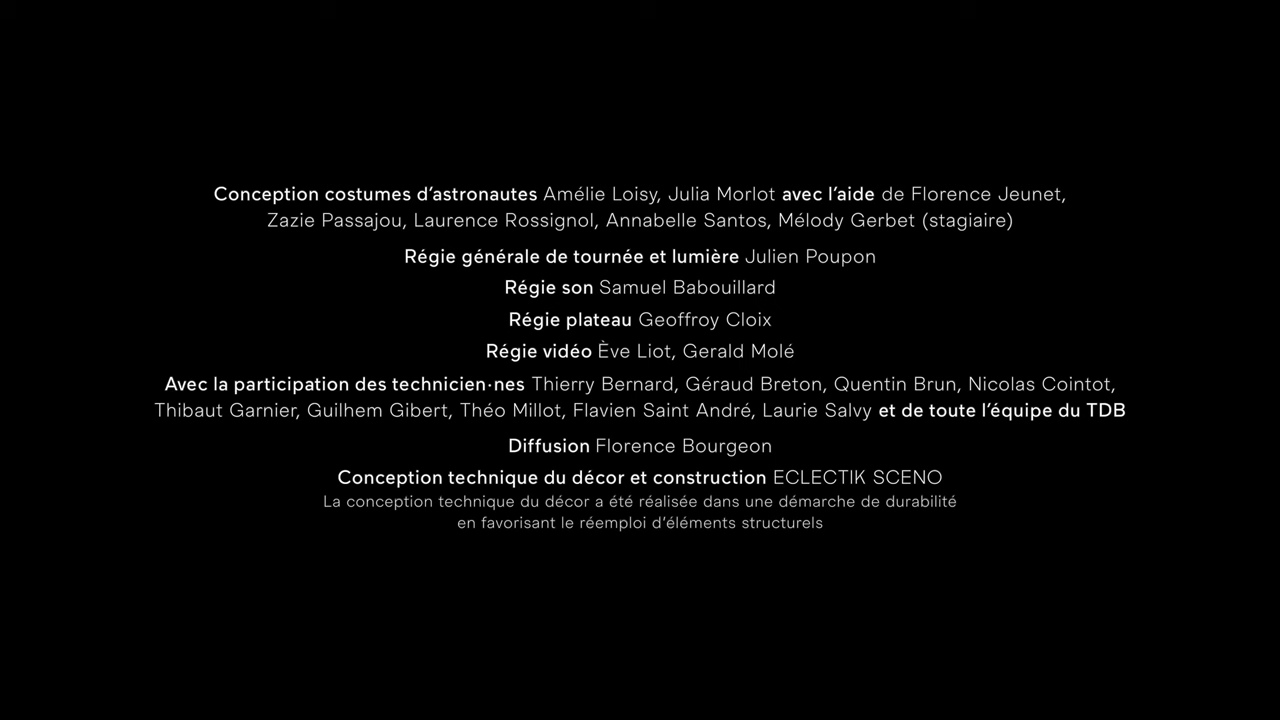 Conception costumes d’astronautes Amélie Loisy, Julia Morlot avec l’aide de Florence Jeunet,
Zazie Passajou, Laurence Rossignol, Annabelle Santos, Mélody Gerbet (stagiaire)
Régie générale de tournée et lumière Julien Poupon
Régie son Samuel Babouillard
Régie plateau Geoffroy Cloix
Régie vidéo Ève Liot, Gerald Molé
Avec la participation des technicien·nes Thierry Bernard, Géraud Breton, Quentin Brun, Nicolas Cointot,
Thibaut Garnier, Guilhem Gibert, Théo Millot, Flavien Saint André, Laurie Salvy et de toute l’équipe du TDB
Diffusion Florence Bourgeon
Conception technique du décor et construction ECLECTIK SCENO
La conception technique du décor a été réalisée dans une démarche de durabilité
en favorisant le réemploi d’éléments structurels